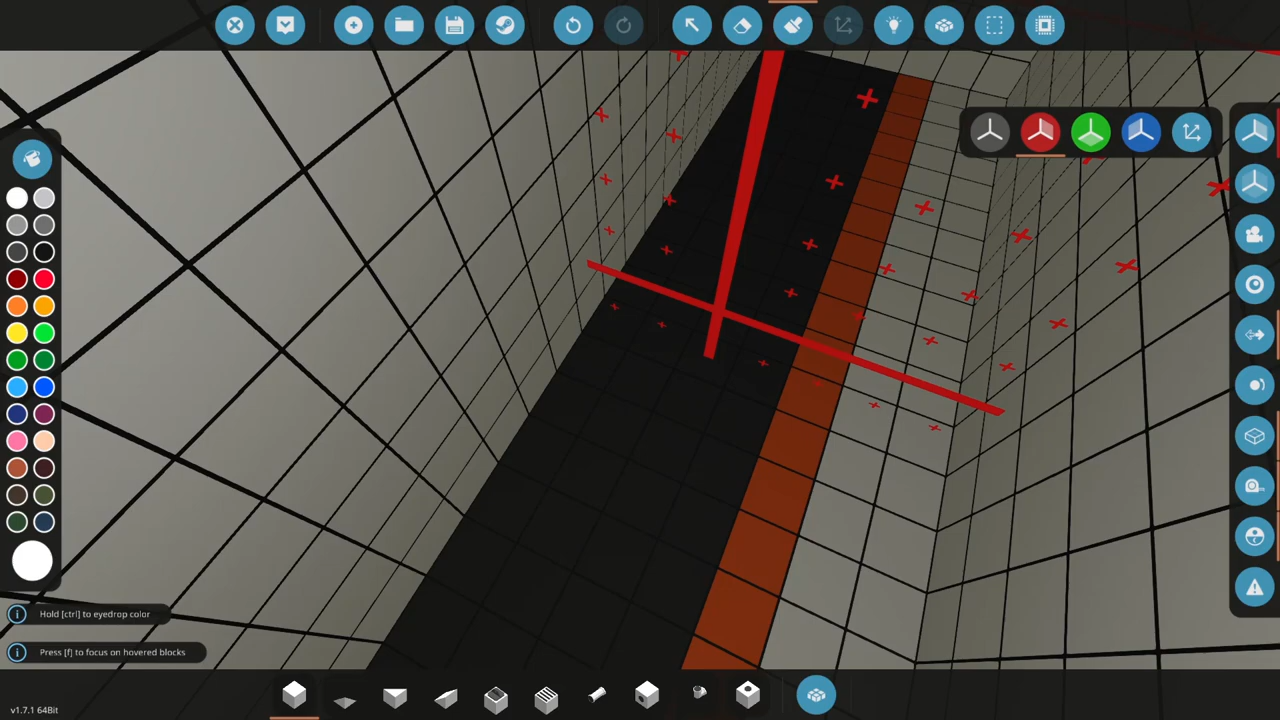 Hold [ctrl] to eyedrop color
Press [f] to focus on hovered blocks
v1.7.1 64Bit